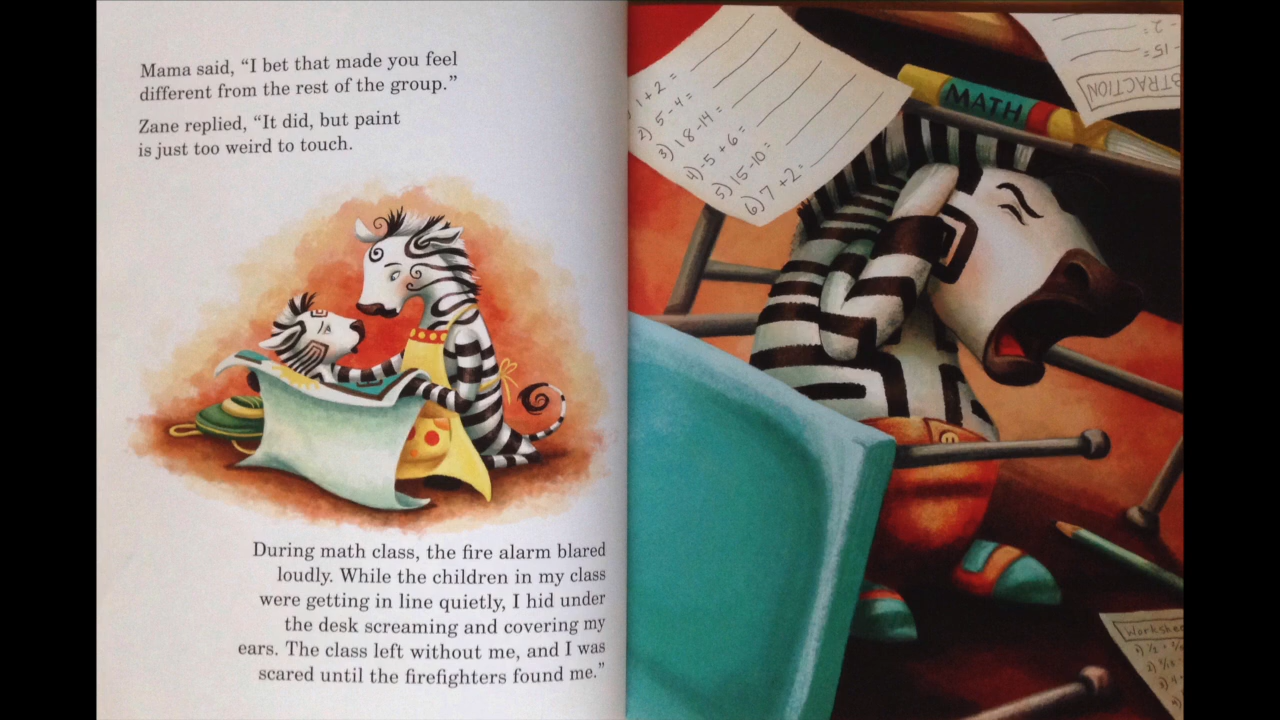 Mama said, “I bet that made you feel
different from the rest of the group.”
Zane replied, “It did, but paint
is just too weird to touch.
During math class, the fire alarm blared
loudly. While the children in my class
were getting in line quietly, I hid under
the desk screaming and covering my
ears. The class left without me, and I was
scared until the firefighters found me.”
1+2=
2) 5-4=
3) 18-14=
4) -5+6=
5) 15-10=
6) 7+2=
MATH